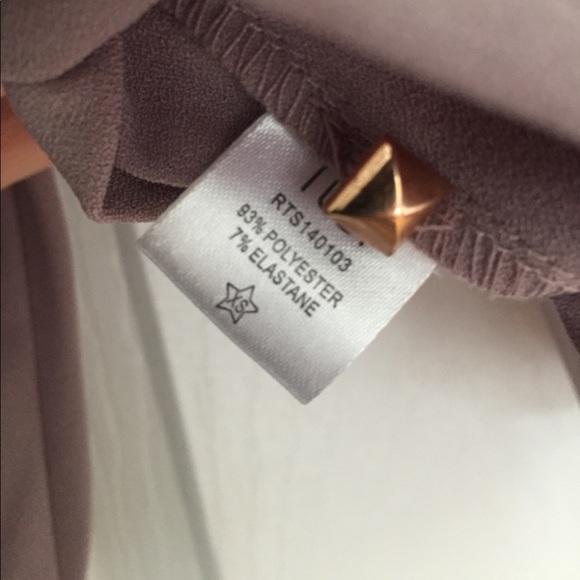 RTS140103
93% POLYESTER
7% ELASTANE
XS